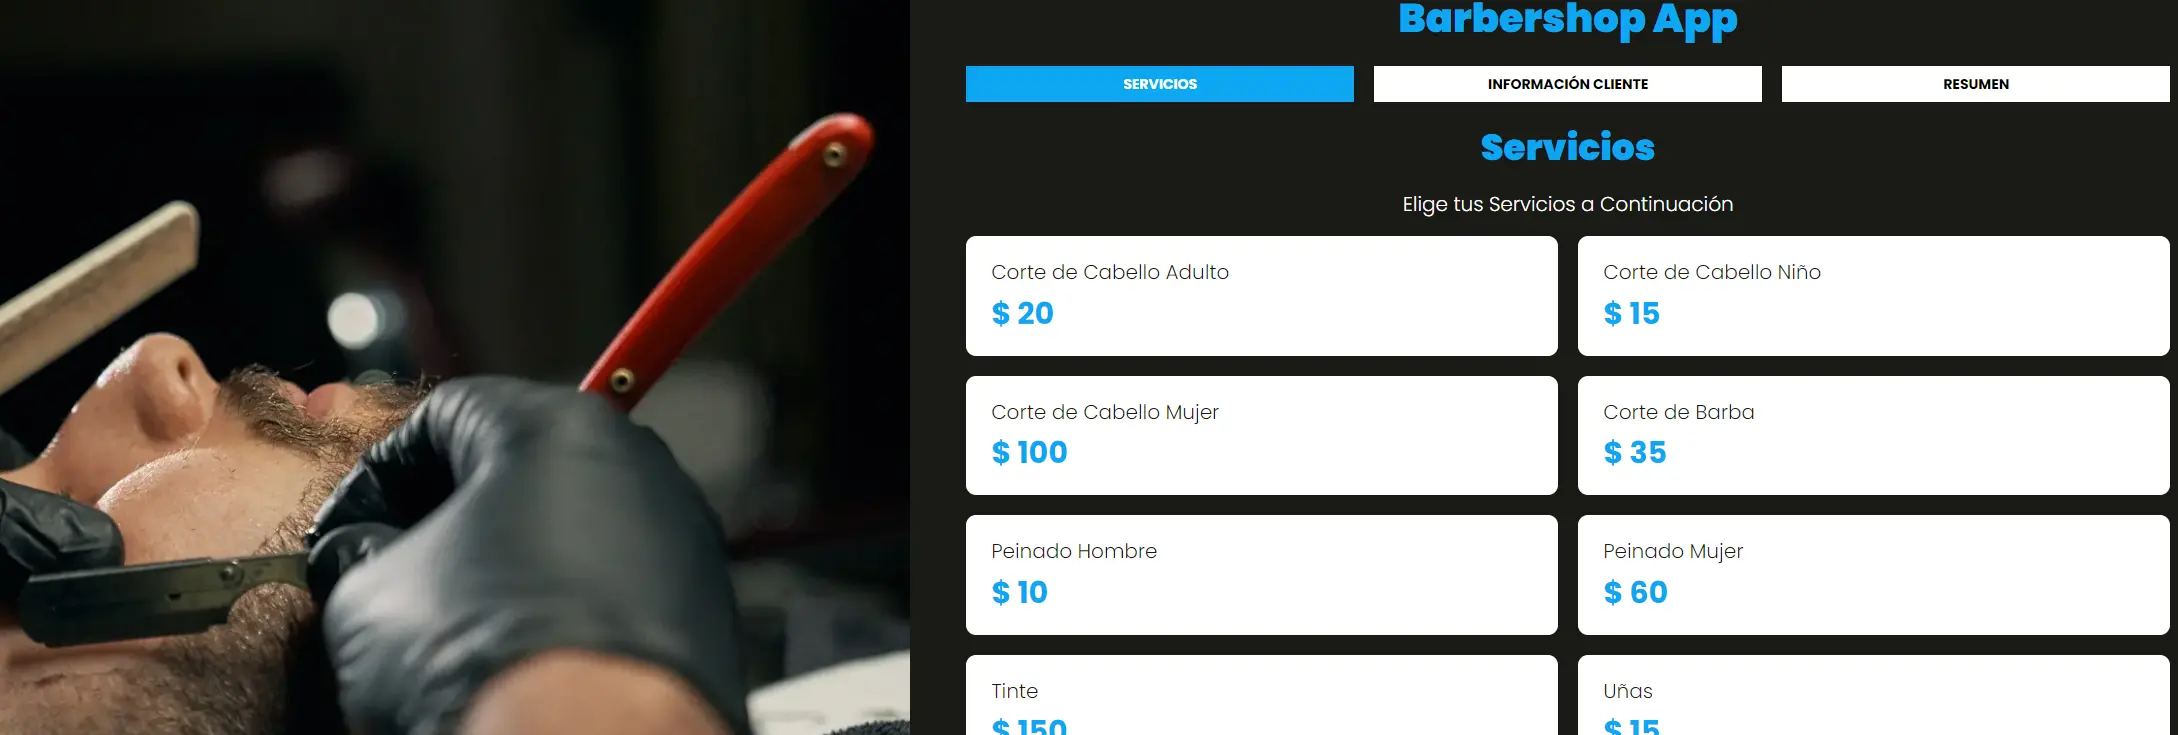 Barbershop App
SERVICIOS
INFORMACIÓN CLIENTE
RESUMEN
Servicios
Elige tus Servicios a Continuación
Corte de Cabello Adulto
$ 20
Corte de Cabello Niño
$ 15
Corte de Cabello Mujer
$ 100
Corte de Barba
$ 35
Peinado Hombre
$ 10
Peinado Mujer
$ 60
Tinte
$ 150
Uñas
$ 15